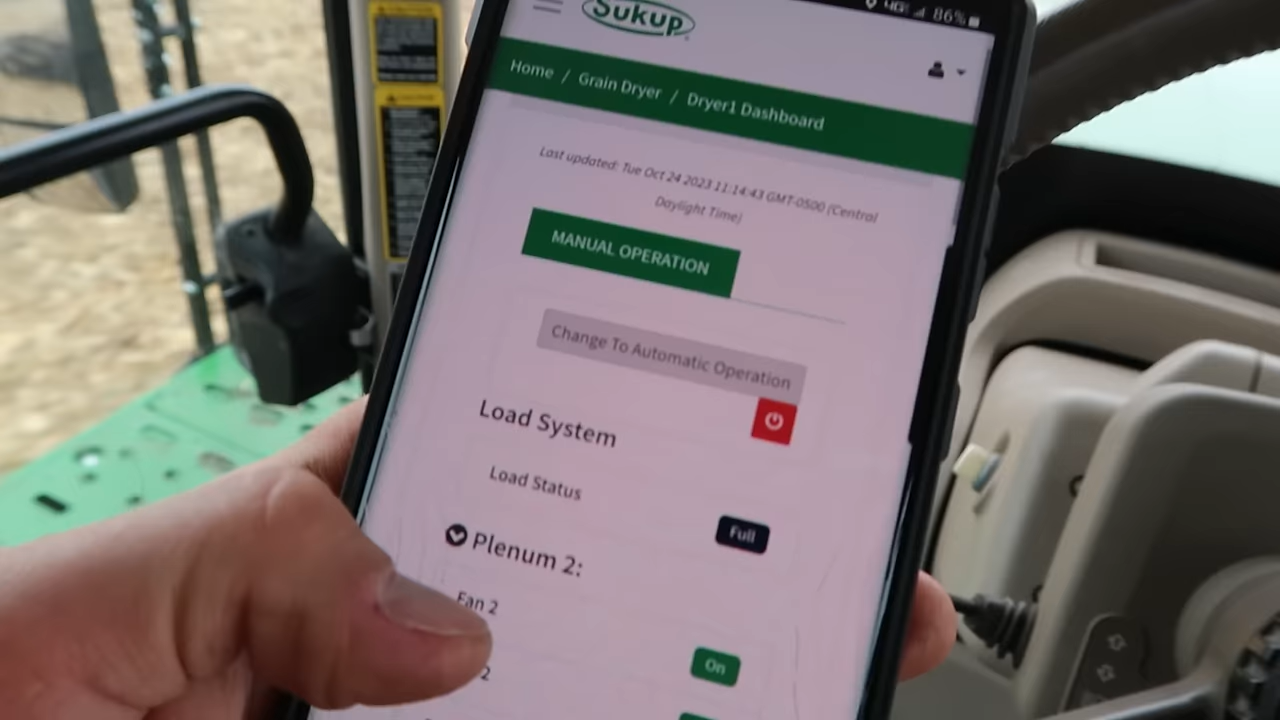 Sukup
4G 86%
Home / Grain Dryer / Dryer1 Dashboard
Last updated: Tue Oct 24 2023 11:14:43 GMT-0500 (Central
Daylight Time)
MANUAL OPERATION
Change To Automatic Operation
Load System
Load Status
Full
Plenum 2:
Fan 2
On
2